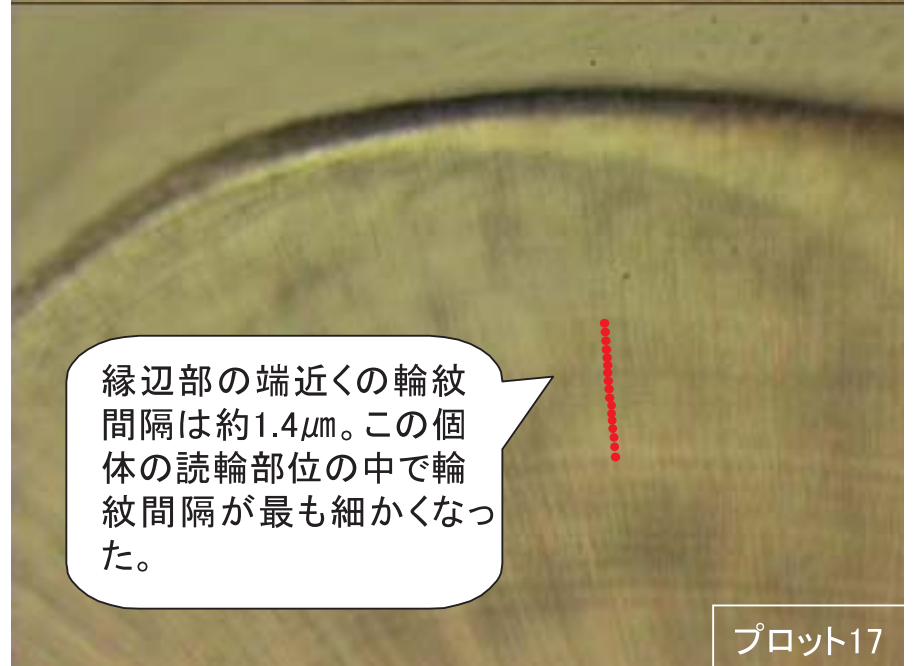 縁辺部の端近くの輪紋
間隔は約1.4㎛。この個
体の読輪部位の中で輪
紋間隔が最も細かくなっ
た。
プロット17